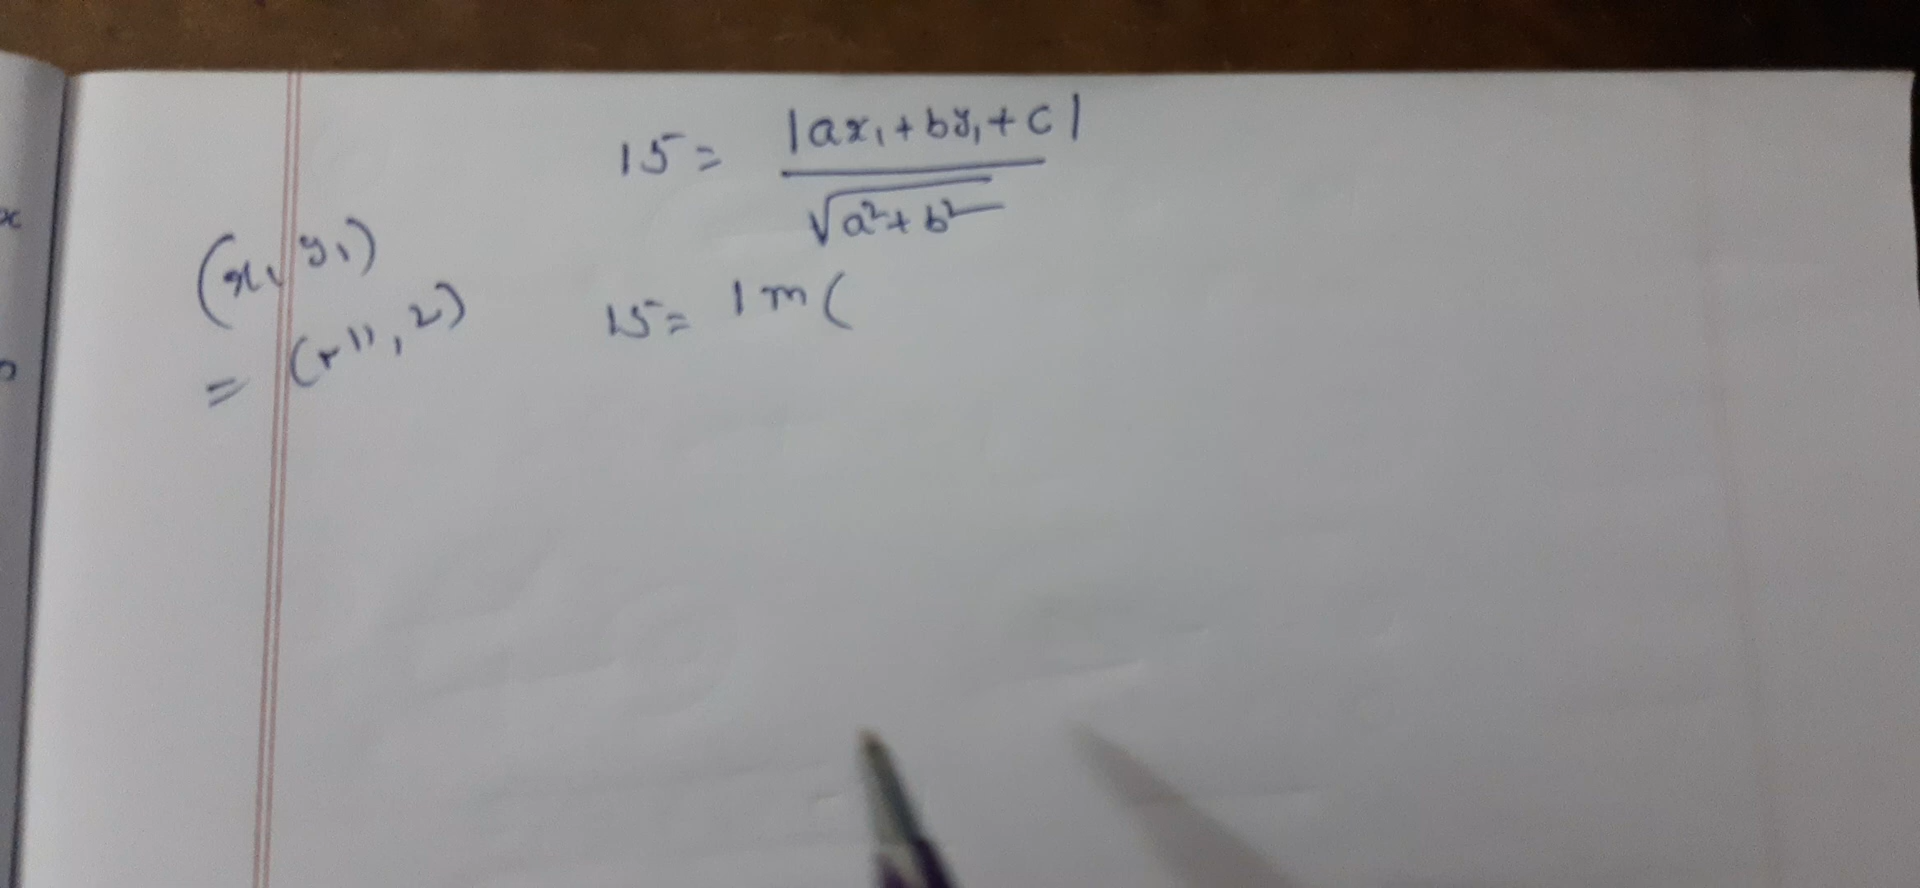 15 = |ax₁ + by₁ + c| / √a² + b²
(x₁, y₁)
= (-11, 2)
15 = |m(
x